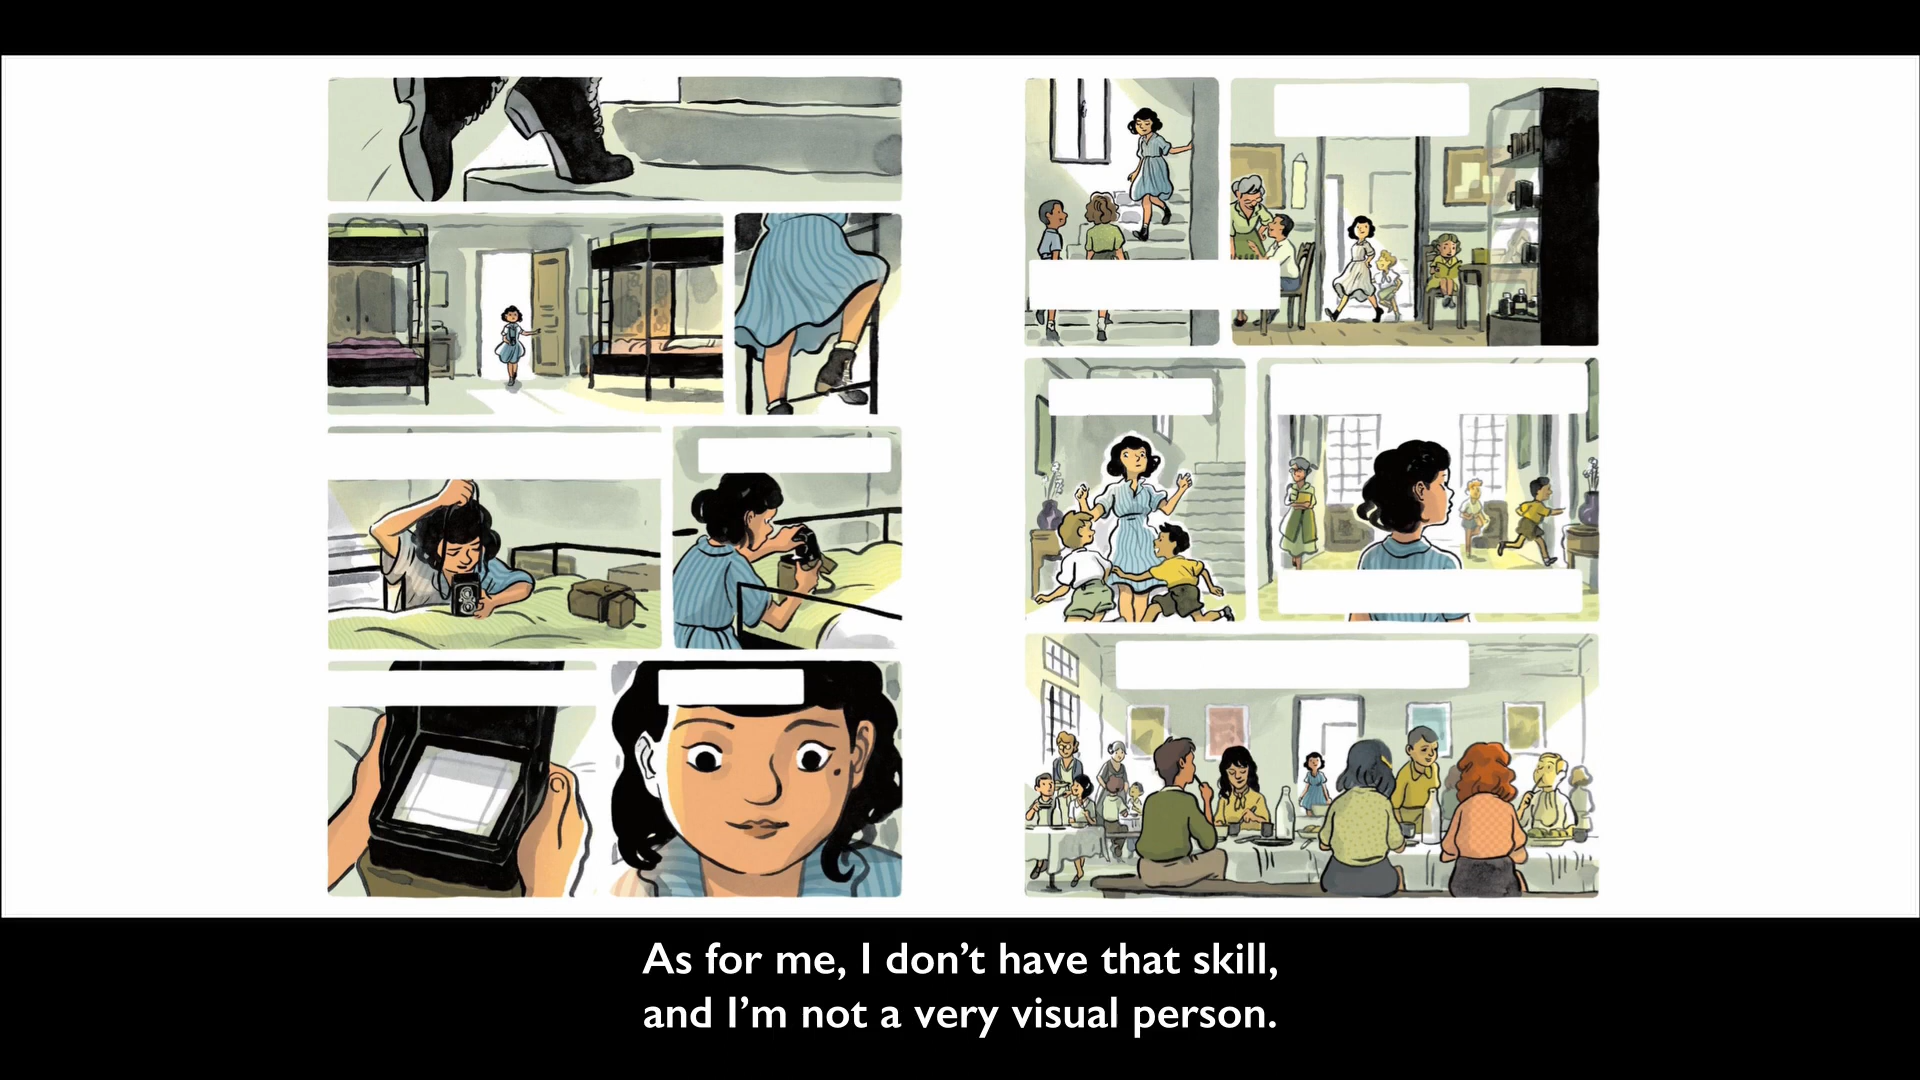 As for me, I don’t have that skill,
and I’m not a very visual person.